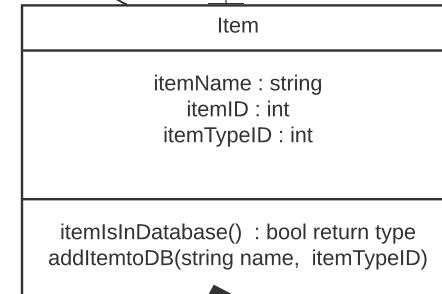 Item
itemName : string
itemID : int
itemTypeID : int
itemIsInDatabase()  : bool return type
addItemtoDB(string name,  itemTypeID)